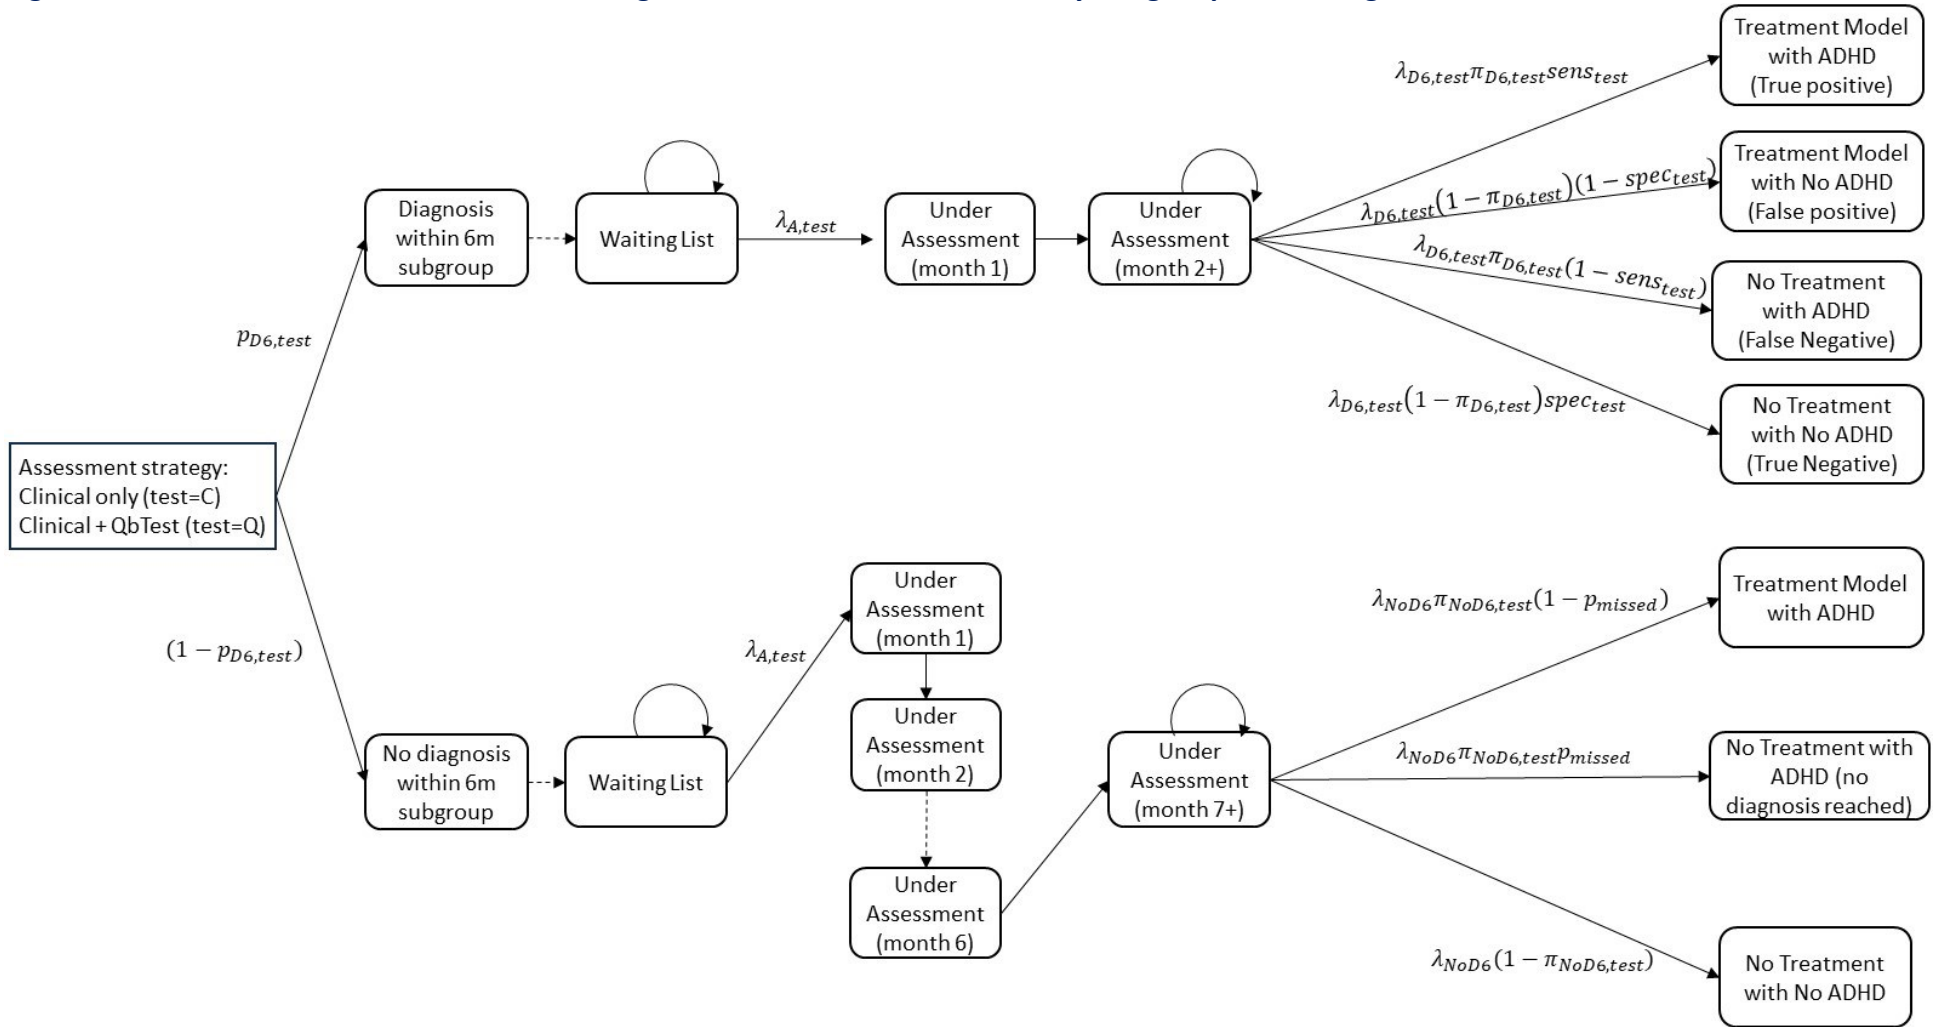 Treatment Model
with ADHD
(True positive)
λ_{D6,test}π_{D6,test}sens_{test}
Treatment Model
with No ADHD
(False positive)
λ_{D6,test}(1 − π_{D6,test})(1 − spec_{test})
Diagnosis
within 6m
subgroup
Waiting List
λ_{A,test}
Under
Assessment
(month 1)
Under
Assessment
(month 2+)
λ_{D6,test}π_{D6,test}(1 − sens_{test})
No Treatment
with ADHD
(False Negative)
p_{D6,test}
λ_{D6,test}(1 − π_{D6,test})spec_{test}
No Treatment
with No ADHD
(True Negative)
Assessment strategy:
Clinical only (test=C)
Clinical + QbTest (test=Q)
(1 − p_{D6,test})
No diagnosis
within 6m
subgroup
Waiting List
λ_{A,test}
Under
Assessment
(month 1)
Under
Assessment
(month 2)
Under
Assessment
(month 6)
Under
Assessment
(month 7+)
λ_{NoD6}π_{NoD6,test}(1 − p_{missed})
Treatment Model
with ADHD
λ_{NoD6}π_{NoD6,test}p_{missed}
No Treatment with
ADHD (no
diagnosis reached)
λ_{NoD6}(1 − π_{NoD6,test})
No Treatment
with No ADHD